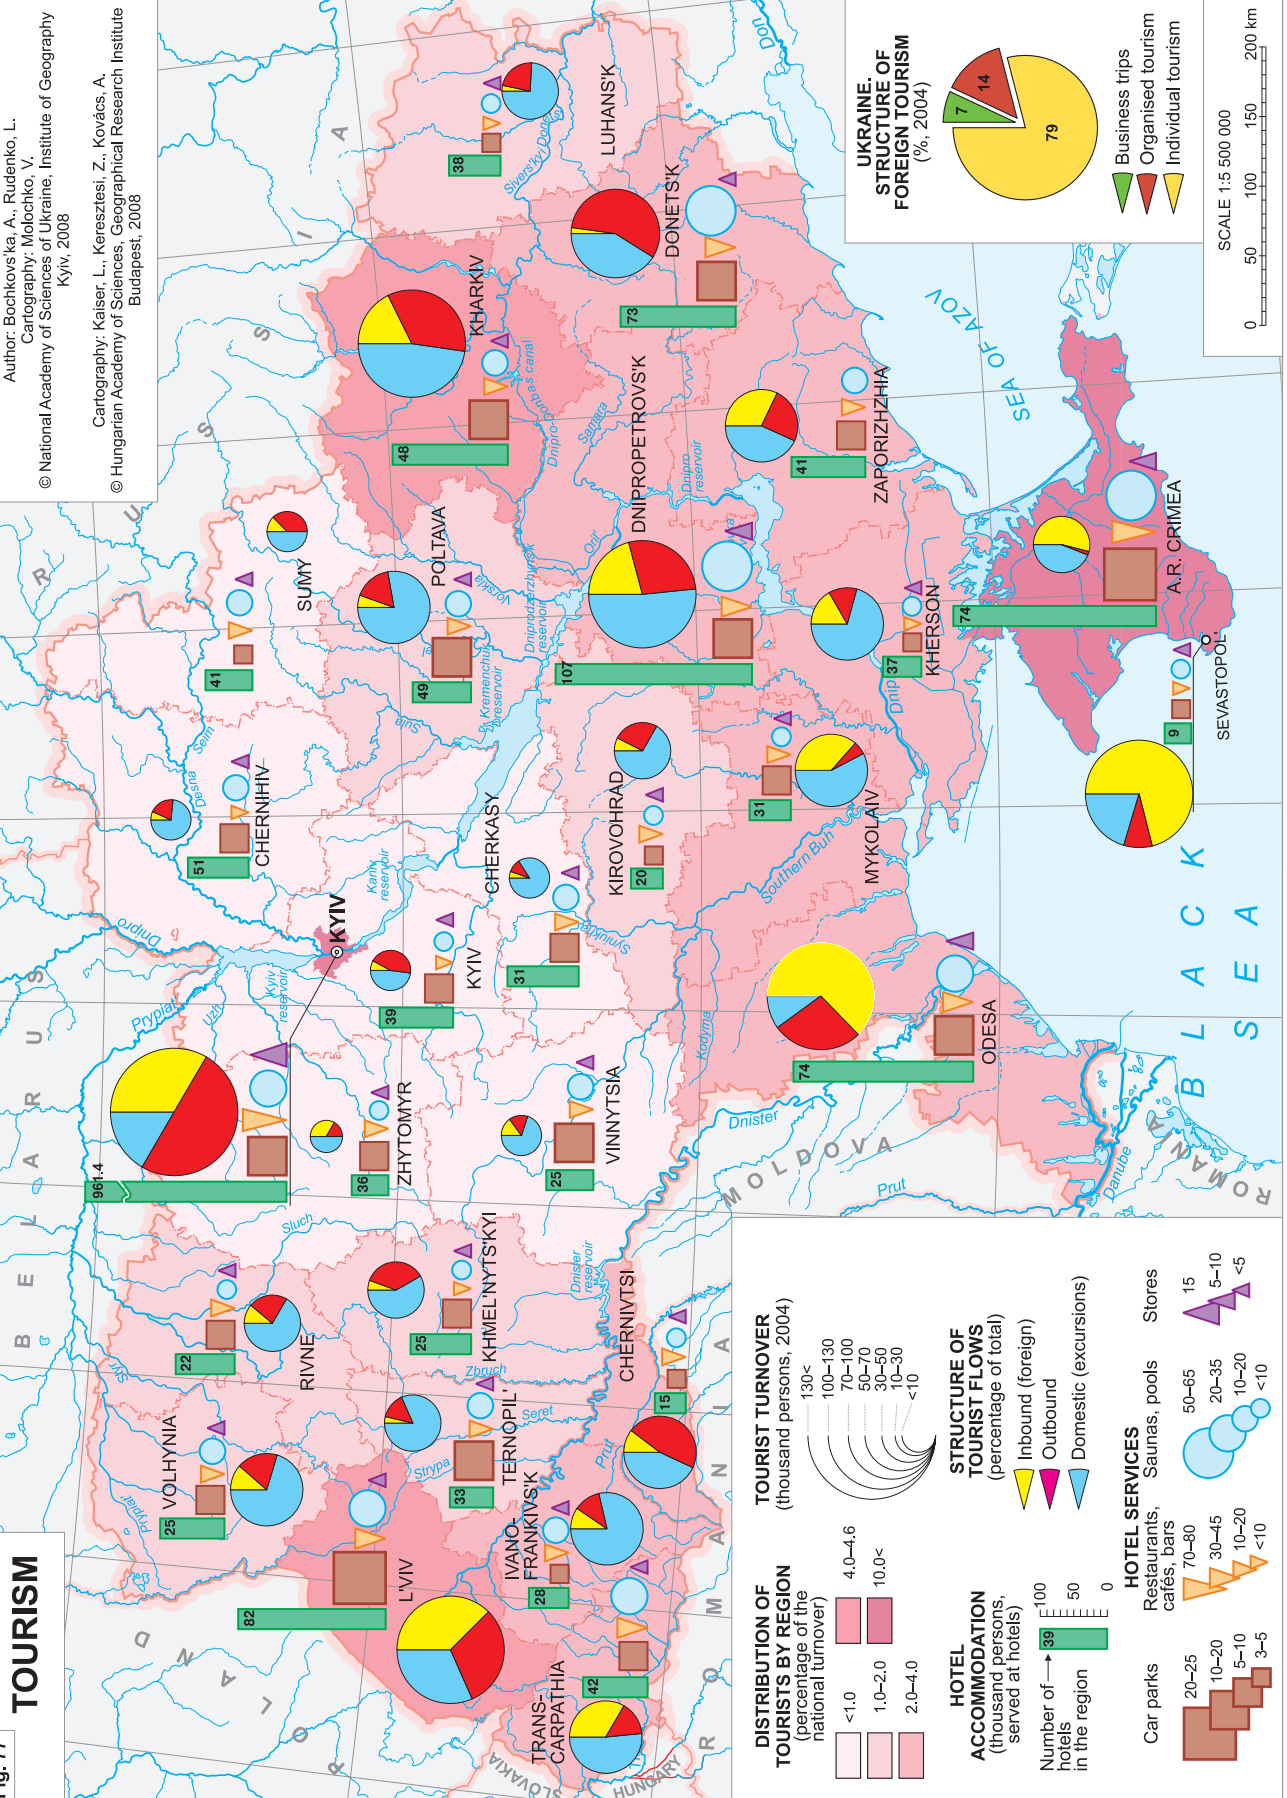 TOURISM
Author: Bochkovs'ka, A., Rudenko, L.
Cartography: Molochko, V.
© National Academy of Sciences of Ukraine, Institute of Geography
Kyiv, 2008
Cartography: Kaiser, L., Keresztesi, Z., Kovács, A.
© Hungarian Academy of Sciences, Geographical Research Institute
Budapest, 2008
POLAND
BELARUS
RUSSIA
SLOVAKIA
HUNGARY
ROMANIA
MOLDOVA
ROMANIA
BLACK
SEA
SEA OF AZOV
VOLHYNIA
25
RIVNE
22
961.4
KYIV
ZHYTOMYR
36
KYIV
39
CHERNIHIV
51
SUMY
41
L'VIV
82
TERNOPIL'
33
KHMEL'NYTS'KYI
25
VINNYTSIA
25
CHERKASY
31
POLTAVA
49
KHARKIV
48
LUHANS'K
38
TRANS-
CARPATHIA
42
IVANO-
FRANKIVS'K
28
CHERNIVTSI
15
KIROVOHRAD
20
DNIPROPETROVS'K
107
DONETS'K
73
ODESA
74
MYKOLAIV
31
KHERSON
37
ZAPORIZHZHIA
41
A.R. CRIMEA
74
SEVASTOPOL'
9
Prypiat'
Styr
Sluch
Prypiat'
Uzh
Kyiv
reservoir
Dnipro
Desna
Seim
Kaniv
reservoir
Sula
Kremenchuk
reservoir
Vorskla
Dniprodzerzhynsk
reservoir
Oril'
Dnipro-Donbas canal
Samara
Sivers'kyi Donets'
Don
Dnipro
reservoir
Strypa
Seret
Zbruch
Dnister
reservoir
Prut
Dnister
Prut
Danube
Kodyma
Southern Buh
Syniukha
UKRAINE.
STRUCTURE OF
FOREIGN TOURISM
(%, 2004)
7
14
79
Business trips
Organised tourism
Individual tourism
SCALE 1:5 500 000
0 50 100 150 200 km
DISTRIBUTION OF
TOURISTS BY REGION
(percentage of the
national turnover)
<1.0
1.0–2.0
2.0–4.0
4.0–4.6
10.0<
TOURIST TURNOVER
(thousand persons, 2004)
130<
100–130
70–100
50–70
30–50
10–30
<10
HOTEL
ACCOMMODATION
(thousand persons,
served at hotels)
Number of
hotels
in the region
39
100
50
0
STRUCTURE OF
TOURIST FLOWS
(percentage of total)
Inbound (foreign)
Outbound
Domestic (excursions)
HOTEL SERVICES
Car parks
20–25
10–20
5–10
3–5
Restaurants,
cafés, bars
70–80
30–45
10–20
<10
Saunas, pools
50–65
20–35
10–20
<10
Stores
15
5–10
<5